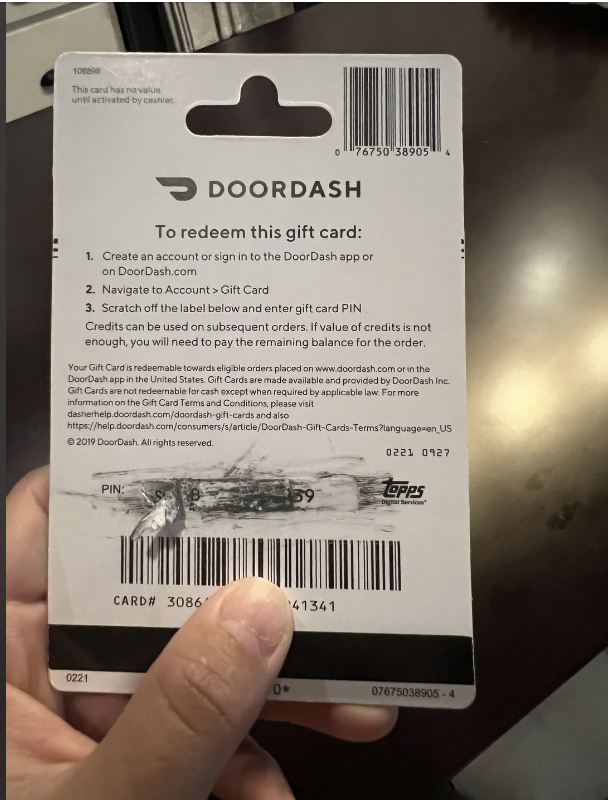 106898
This card has no value
until activated by cashier.
0 76750 38905 4
DOORDASH
To redeem this gift card:
1. Create an account or sign in to the DoorDash app or
on DoorDash.com
2. Navigate to Account > Gift Card
3. Scratch off the label below and enter gift card PIN
Credits can be used on subsequent orders. If value of credits is not
enough, you will need to pay the remaining balance for the order.
Your Gift Card is redeemable towards eligible orders placed on www.doordash.com or in the
DoorDash app in the United States. Gift Cards are made available and provided by DoorDash Inc.
Gift Cards are not redeemable for cash except when required by applicable law. For more
information on the Gift Card Terms and Conditions, please visit
dasherhelp.doordash.com/doordash-gift-cards and also
https://help.doordash.com/consumers/s/article/DoorDash-Gift-Cards-Terms?language=en_US
© 2019 DoorDash. All rights reserved.
0221 0927
PIN:
Topps
Digital Services®
CARD# 3086 41341
0221
0* 07675038905 - 4